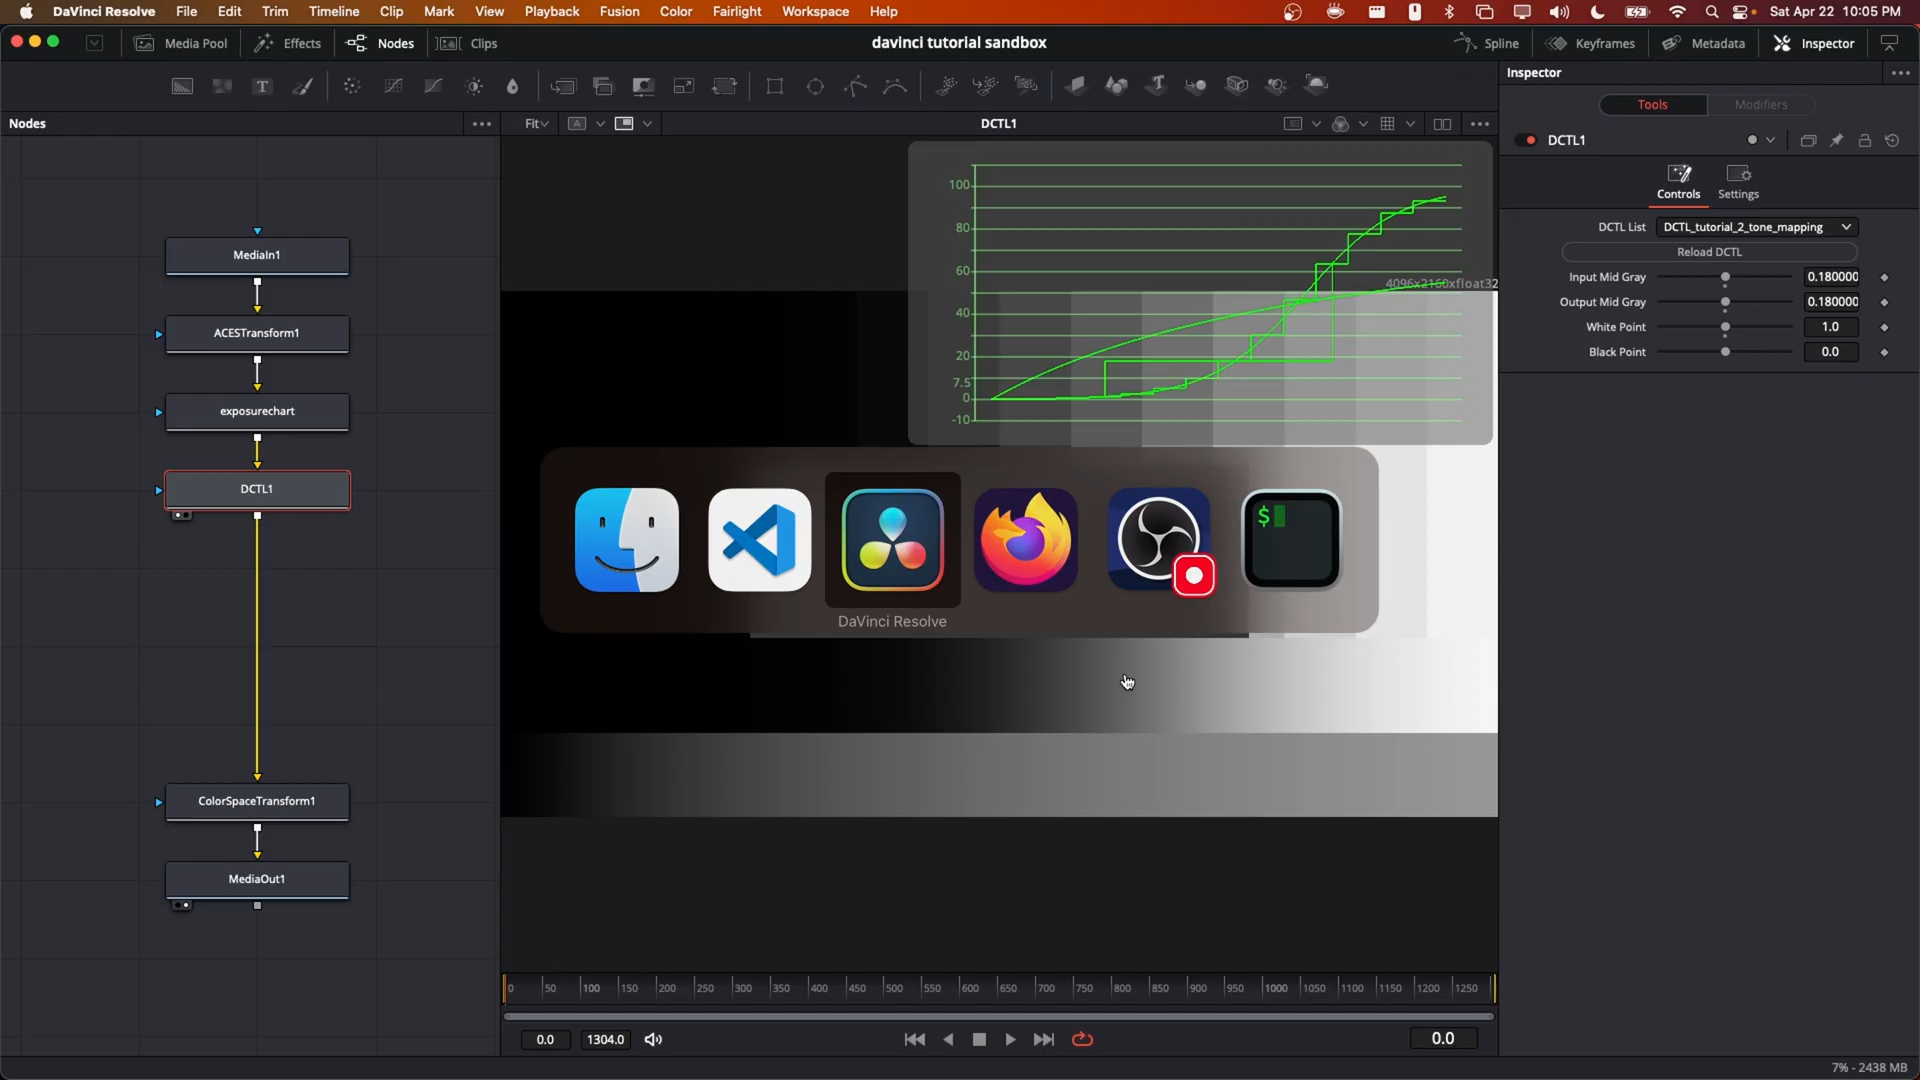 DaVinci Resolve File Edit Trim Timeline Clip Mark View Playback Fusion Color Fairlight Workspace Help Sat Apr 22 10:05 PM
Media Pool Effects Nodes Clips davinci tutorial sandbox Spline Keyframes Metadata Inspector
T T
Inspector
Tools Modifiers
Nodes Fit A DCTL1
DCTL1
Controls Settings
DCTL List DCTL_tutorial_2_tone_mapping
Reload DCTL
Input Mid Gray 0.180000
Output Mid Gray 0.180000
White Point 1.0
Black Point 0.0
100
80
60
40
20
7.5
0
-10
4096x2160xfloat32
MediaIn1
ACESTransform1
exposurechart
DCTL1
ColorSpaceTransform1
MediaOut1
$
DaVinci Resolve
0 50 100 150 200 250 300 350 400 450 500 550 600 650 700 750 800 850 900 950 1000 1050 1100 1150 1200 1250
0.0 1304.0 0.0
7% - 2438 MB